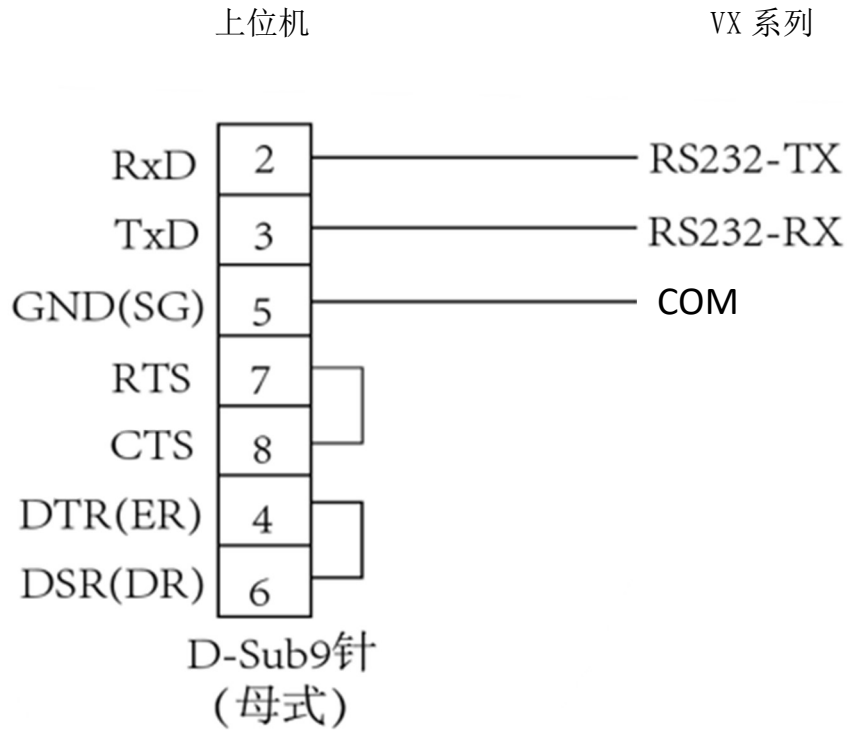 上位机 VX 系列
RxD 2 RS232-TX
TxD 3 RS232-RX
GND(SG) 5 COM
RTS 7
CTS 8
DTR(ER) 4
DSR(DR) 6
D-Sub9针
(母式)